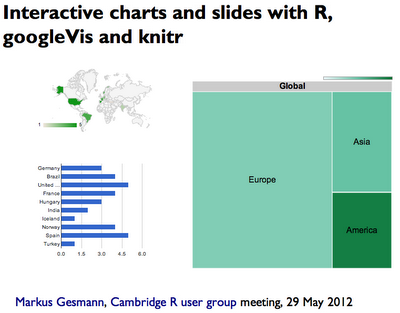 Interactive charts and slides with R,
googleVis and knitr
1
5
Global
Europe
Asia
America
Germany
Brazil
United ...
France
Hungary
India
Iceland
Norway
Spain
Turkey
0.0 1.5 3.0 4.5 6.0
Markus Gesmann, Cambridge R user group meeting, 29 May 2012